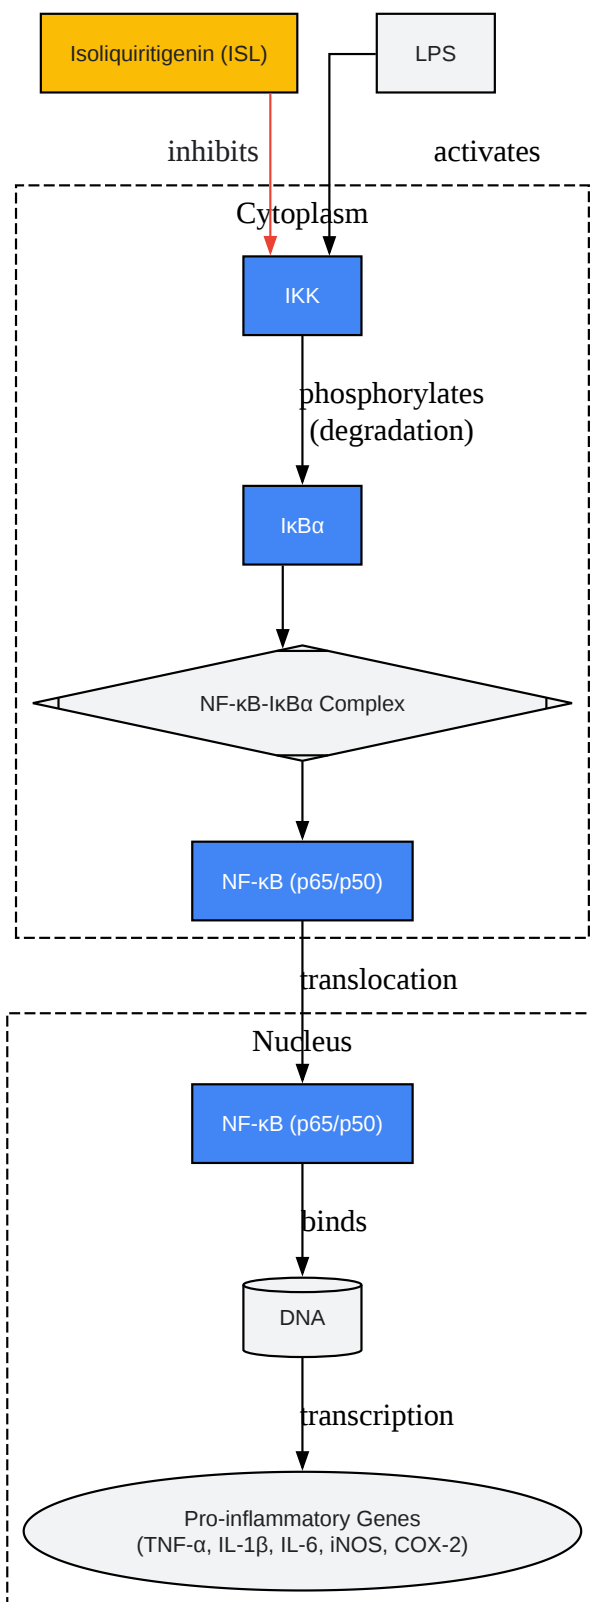 Isoliquiritigenin (ISL)
LPS
inhibits
activates
Cytoplasm
IKK
phosphorylates
(degradation)
IκBα
NF-κB-IκBα Complex
NF-κB (p65/p50)
translocation
Nucleus
NF-κB (p65/p50)
binds
DNA
transcription
Pro-inflammatory Genes
(TNF-α, IL-1β, IL-6, iNOS, COX-2)